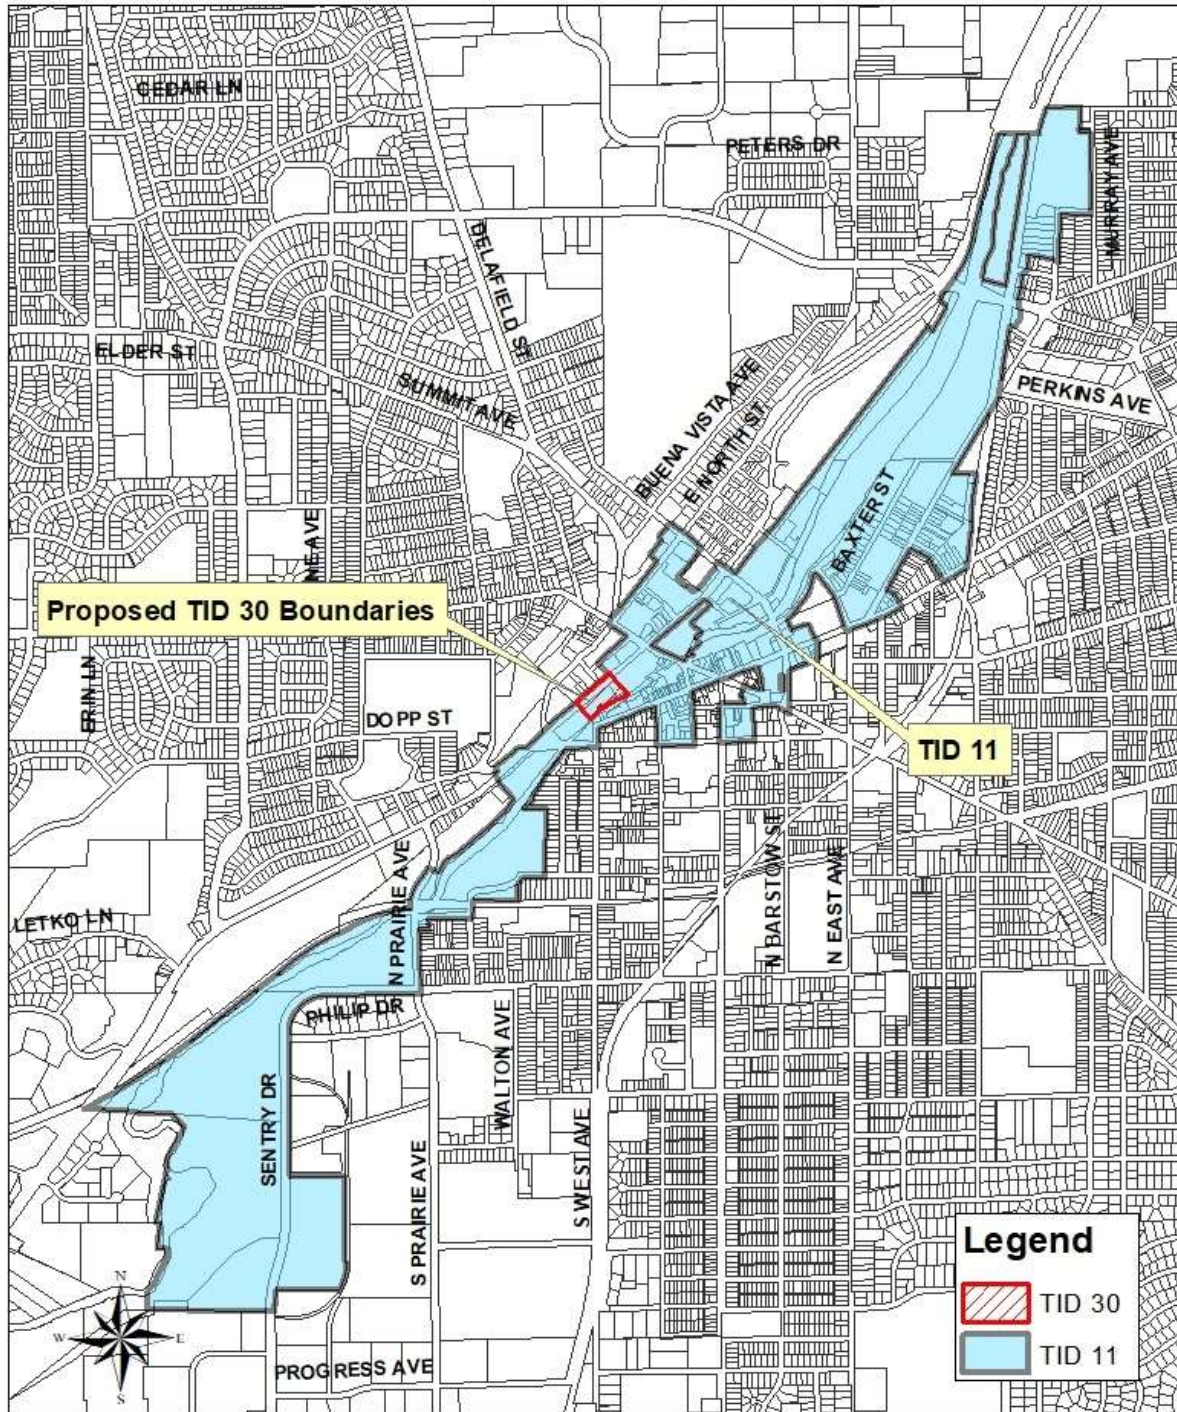 CEDAR LN
PETERS DR
MURRAY AVE
DELAFIELD ST
ELDER ST
SUMMIT AVE
PERKINS AVE
BUENA VISTA AVE
E NORTH ST
BAXTER ST
NE AVE
Proposed TID 30 Boundaries
ERIN LN
DOPP ST
TID 11
N PRAIRIE AVE
N BARSTOW ST
N EAST AVE
LETKO LN
PHILIP DR
WALTON AVE
SENTRY DR
S PRAIRIE AVE
S WEST AVE
Legend
TID 30
TID 11
N
W
E
S
PROGRESS AVE